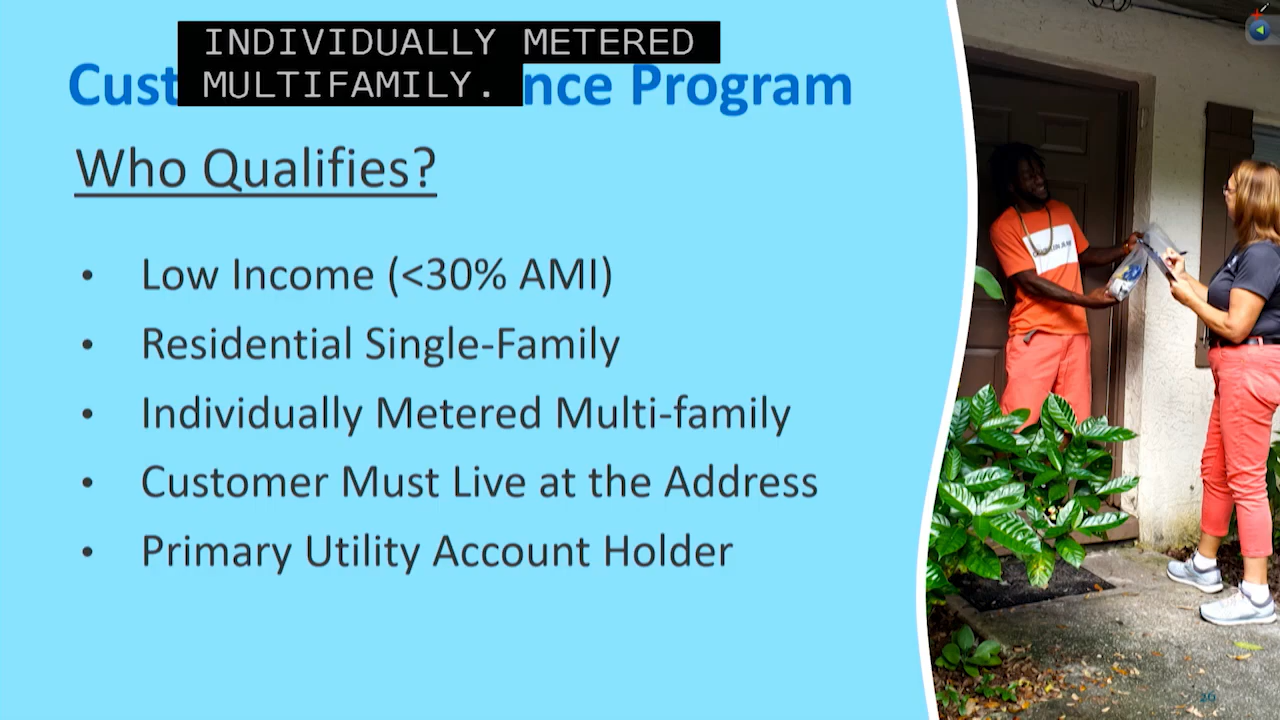 INDIVIDUALLY METERED
MULTIFAMILY.
Cust nce Program
Who Qualifies?
• Low Income (<30% AMI)
• Residential Single-Family
• Individually Metered Multi-family
• Customer Must Live at the Address
• Primary Utility Account Holder
20